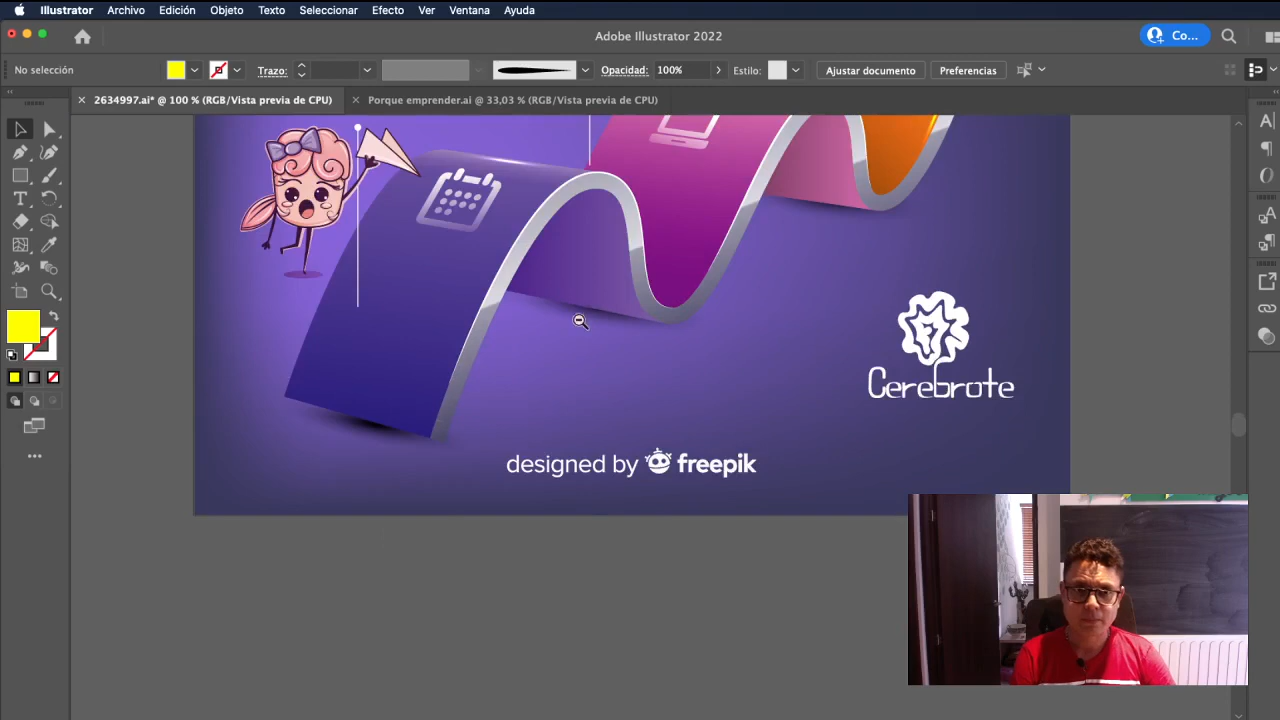 Illustrator Archivo Edición Objeto Texto Seleccionar Efecto Ver Ventana Ayuda
Adobe Illustrator 2022
Co...
No selección
Trazo:
Opacidad: 100%
Estilo:
Ajustar documento
Preferencias
2634997.ai* @ 100 % (RGB/Vista previa de CPU)
Porque emprender.ai @ 33,03 % (RGB/Vista previa de CPU)
Cerebrote
designed by freepik